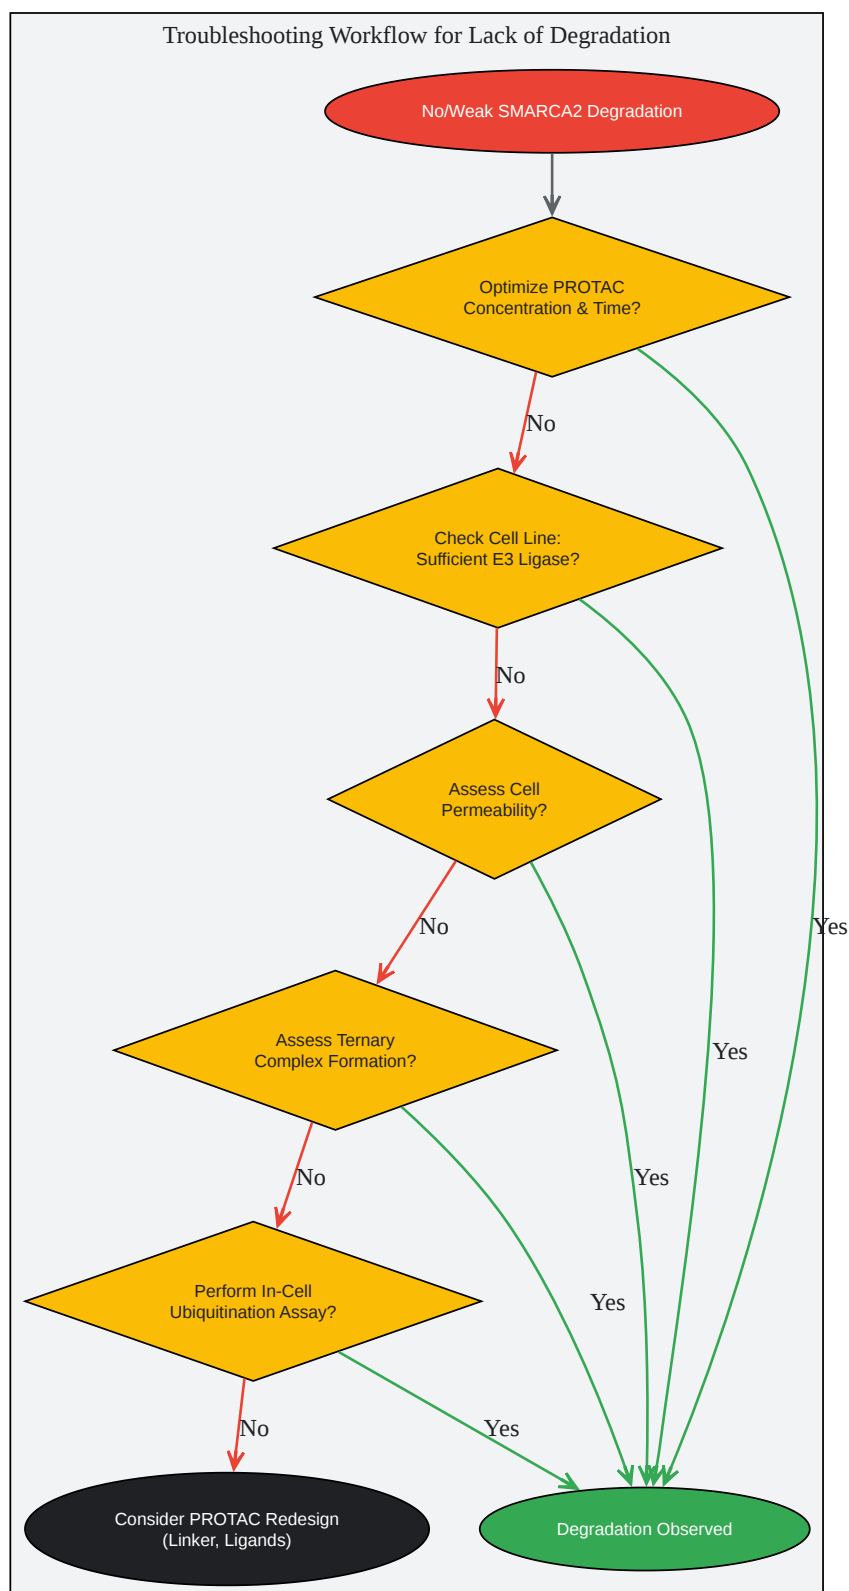 Troubleshooting Workflow for Lack of Degradation
No/Weak SMARCA2 Degradation
Optimize PROTAC
Concentration & Time?
No
Check Cell Line:
Sufficient E3 Ligase?
No
Assess Cell
Permeability?
No
Yes
Assess Ternary
Complex Formation?
Yes
No
Yes
Perform In-Cell
Ubiquitination Assay?
Yes
No
Yes
Consider PROTAC Redesign
(Linker, Ligands)
Degradation Observed